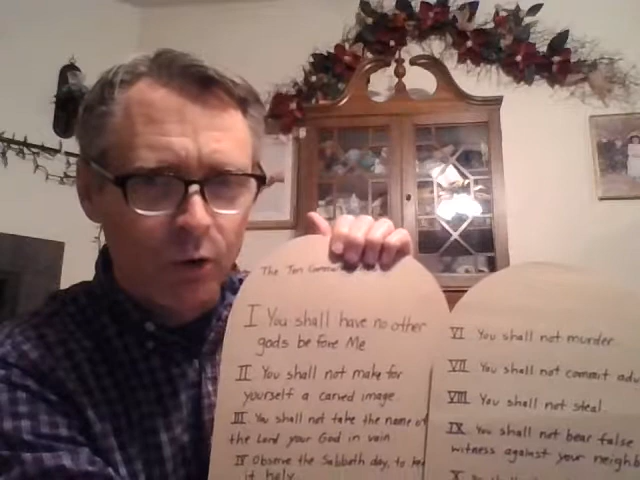 The Ten
I You shall have no other
gods before Me
II You shall not make for
yourself a carved image
III You shall not take the name of
the Lord your God in vain
IV Observe the Sabbath day, to
it holy
VI You shall not murder
VII You shall not commit
VIII You shall not steal
IX You shall not bear false
witness against your
X